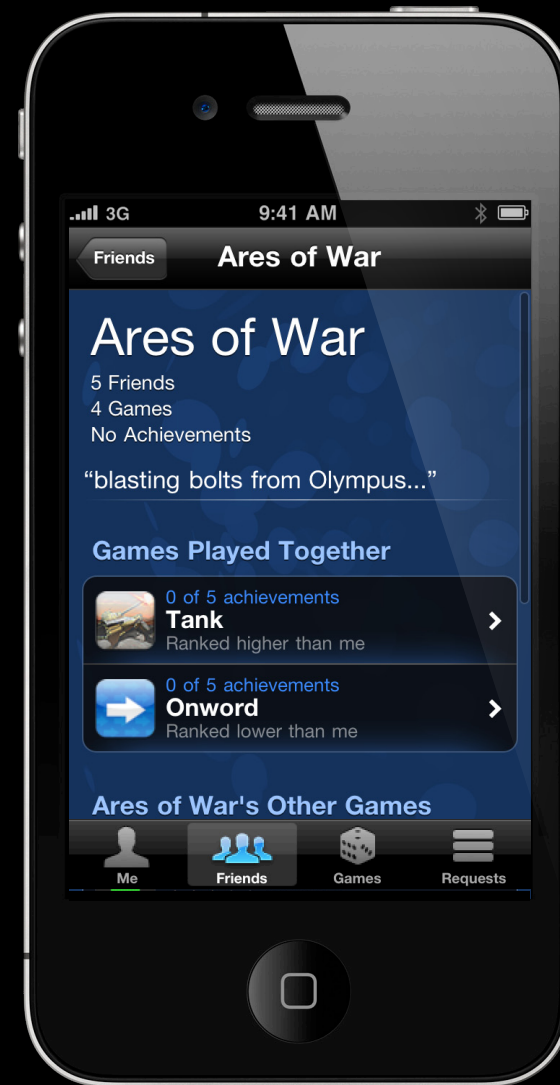 3G 9:41 AM
Friends Ares of War
Ares of War
5 Friends
4 Games
No Achievements
“blasting bolts from Olympus...”
Games Played Together
0 of 5 achievements
Tank
Ranked higher than me
0 of 5 achievements
Onword
Ranked lower than me
Ares of War's Other Games
Me Friends Games Requests